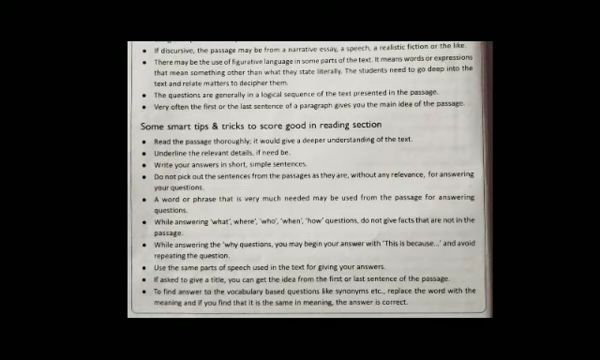 • If discursive, the passage may be from a narrative essay, a speech, a realistic fiction or the like.
• There may be the use of figurative language in some parts of the text. It means words or expressions
that mean something other than what they state literally. The students need to go deep into the
text and relate matters to decipher them.
• The questions are generally in a logical sequence of the text presented in the passage.
• Very often the first or the last sentence of a paragraph gives you the main idea of the passage.
Some smart tips & tricks to score good in reading section
• Read the passage thoroughly; it would give a deeper understanding of the text.
• Underline the relevant details, if need be.
• Write your answers in short, simple sentences.
• Do not pick out the sentences from the passages as they are, without any relevance, for answering
your questions.
• A word or phrase that is very much needed may be used from the passage for answering
questions.
• While answering 'what', where', 'who', 'when', 'how' questions, do not give facts that are not in the
passage.
• While answering the 'why questions, you may begin your answer with 'This is because...' and avoid
repeating the question.
• Use the same parts of speech used in the text for giving your answers.
• If asked to give a title, you can get the idea from the first or last sentence of the passage.
• To find answer to the vocabulary based questions like synonyms etc., replace the word with the
meaning and if you find that it is the same in meaning, the answer is correct.